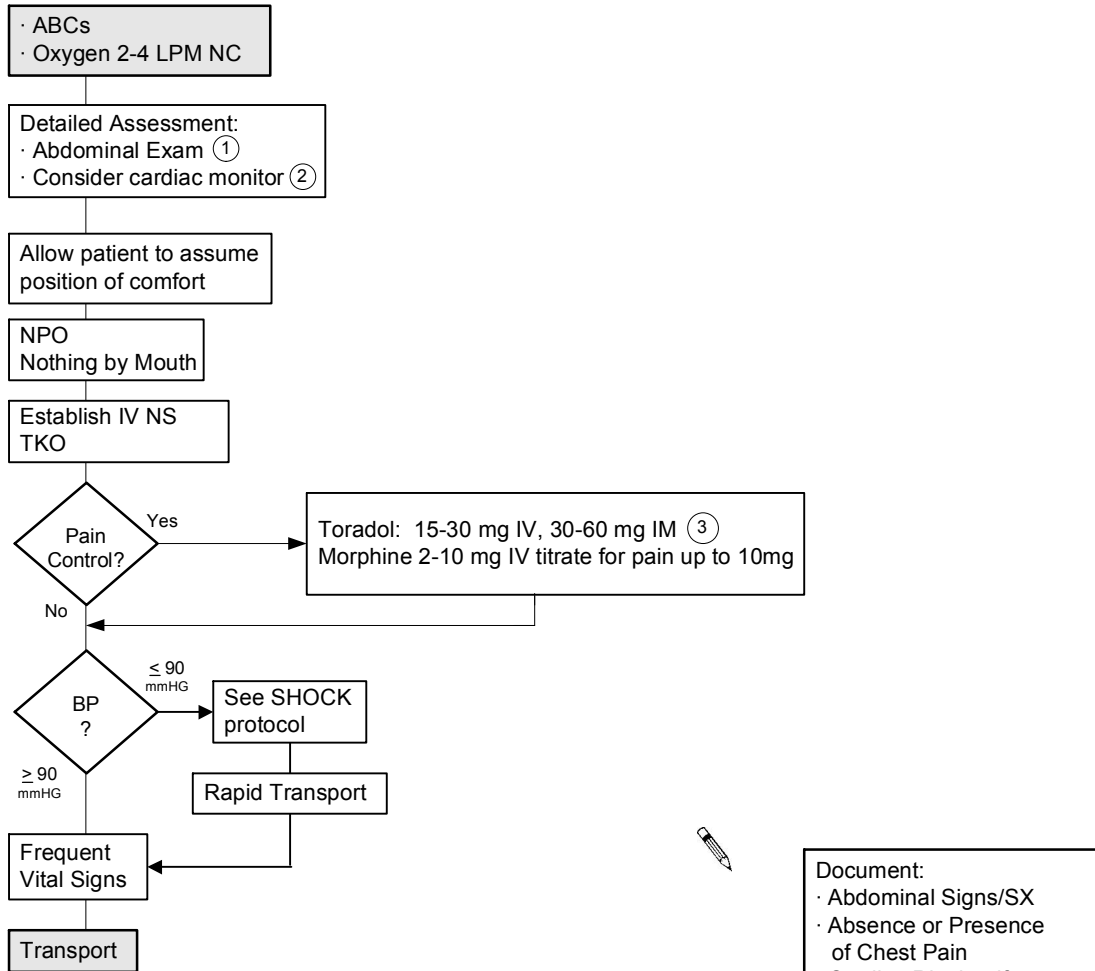 · ABCs
· Oxygen 2-4 LPM NC
Detailed Assessment:
· Abdominal Exam 1
· Consider cardiac monitor 2
Allow patient to assume
position of comfort
NPO
Nothing by Mouth
Establish IV NS
TKO
Pain
Control?
Yes
Toradol: 15-30 mg IV, 30-60 mg IM 3
Morphine 2-10 mg IV titrate for pain up to 10mg
No
BP
?
≤ 90
mmHG
See SHOCK
protocol
Rapid Transport
≥ 90
mmHG
Frequent
Vital Signs
Transport
Document:
· Abdominal Signs/SX
· Absence or Presence
of Chest Pain